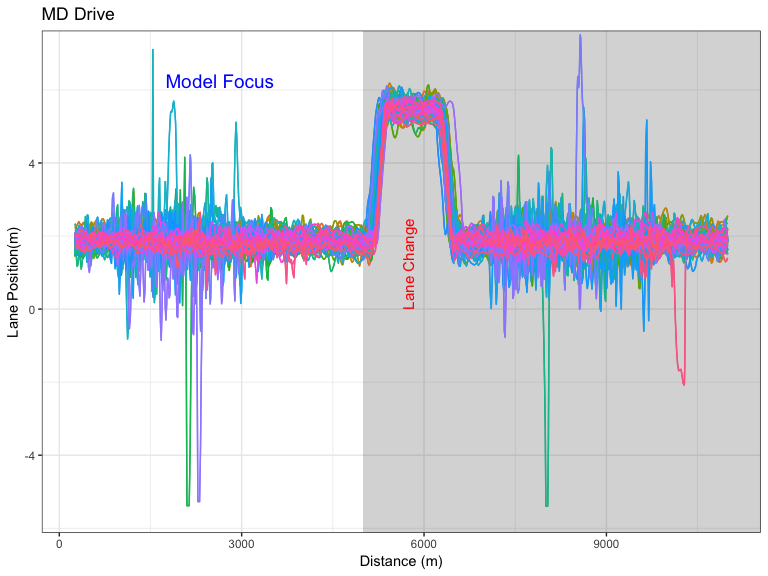 MD Drive
Model Focus
Lane Change
Lane Position(m)
4
0
-4
0
3000
6000
9000
Distance (m)